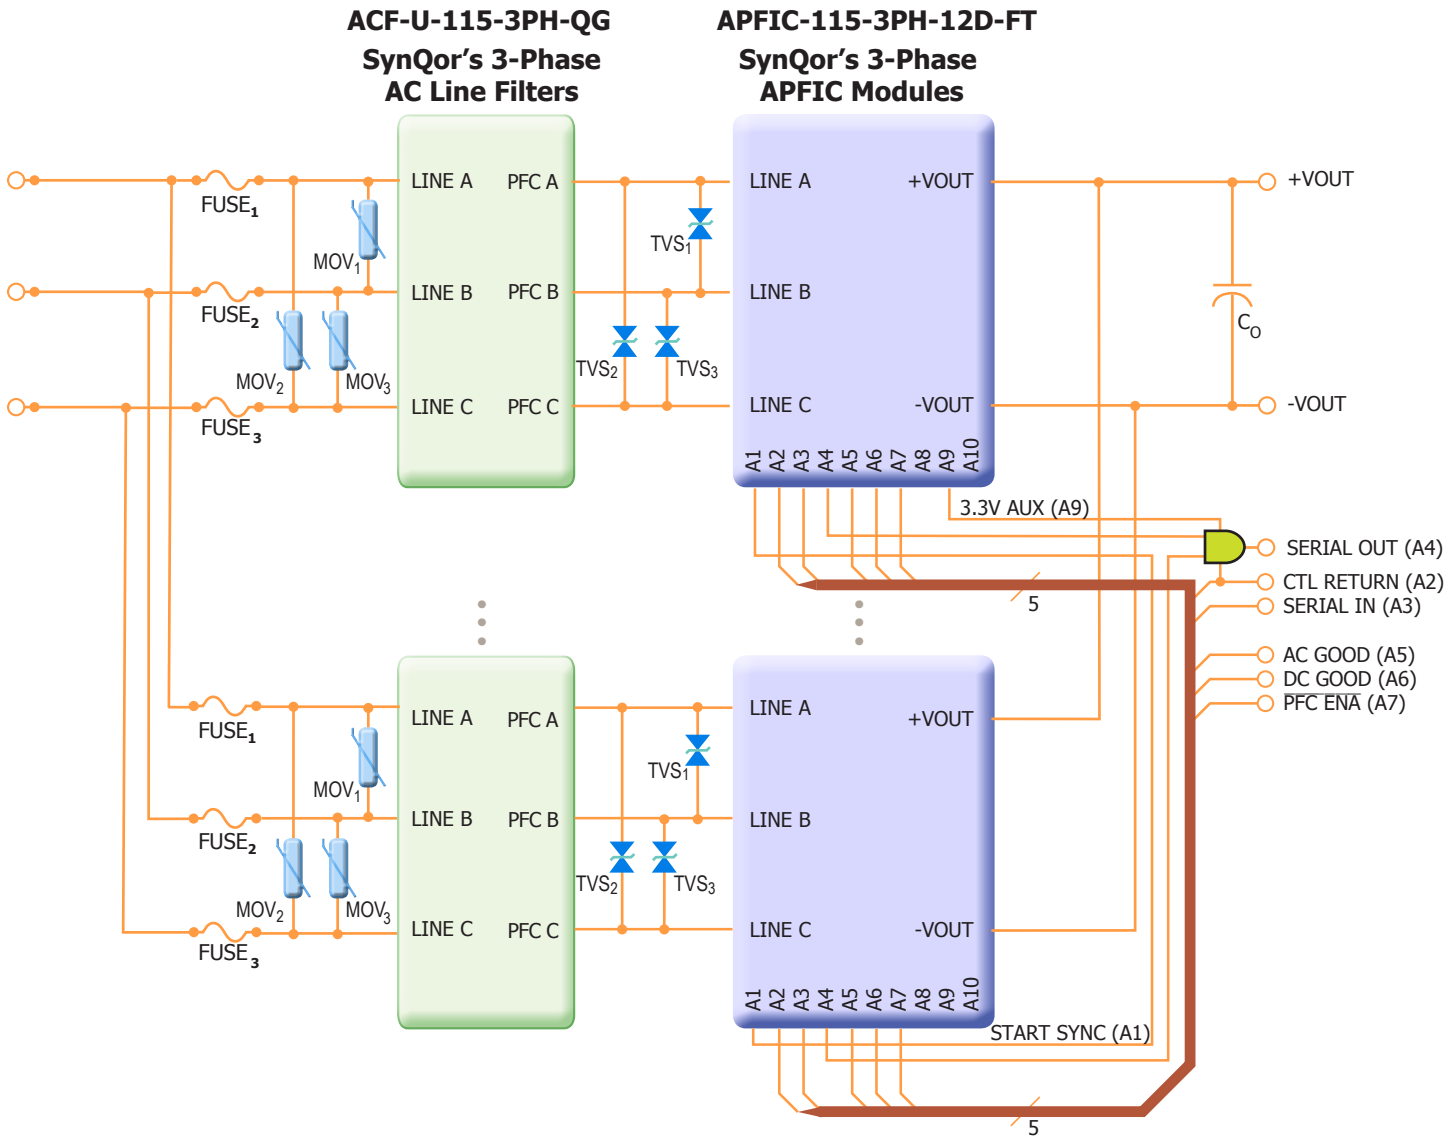 ACF-U-115-3PH-QG
SynQor's 3-Phase
AC Line Filters
APFIC-115-3PH-12D-FT
SynQor's 3-Phase
APFIC Modules
FUSE1
FUSE2
FUSE3
MOV1
MOV2
MOV3
LINE A PFC A
LINE B PFC B
LINE C PFC C
TVS1
TVS2
TVS3
LINE A +VOUT
LINE B
LINE C -VOUT
A1 A2 A3 A4 A5 A6 A7 A8 A9 A10
+VOUT
CO
-VOUT
3.3V AUX (A9)
SERIAL OUT (A4)
CTL RETURN (A2)
SERIAL IN (A3)
5
AC GOOD (A5)
DC GOOD (A6)
PFC ENA (A7)
FUSE1
FUSE2
FUSE3
MOV1
MOV2
MOV3
LINE A PFC A
LINE B PFC B
LINE C PFC C
TVS1
TVS2
TVS3
LINE A +VOUT
LINE B
LINE C -VOUT
A1 A2 A3 A4 A5 A6 A7 A8 A9 A10
START SYNC (A1)
5